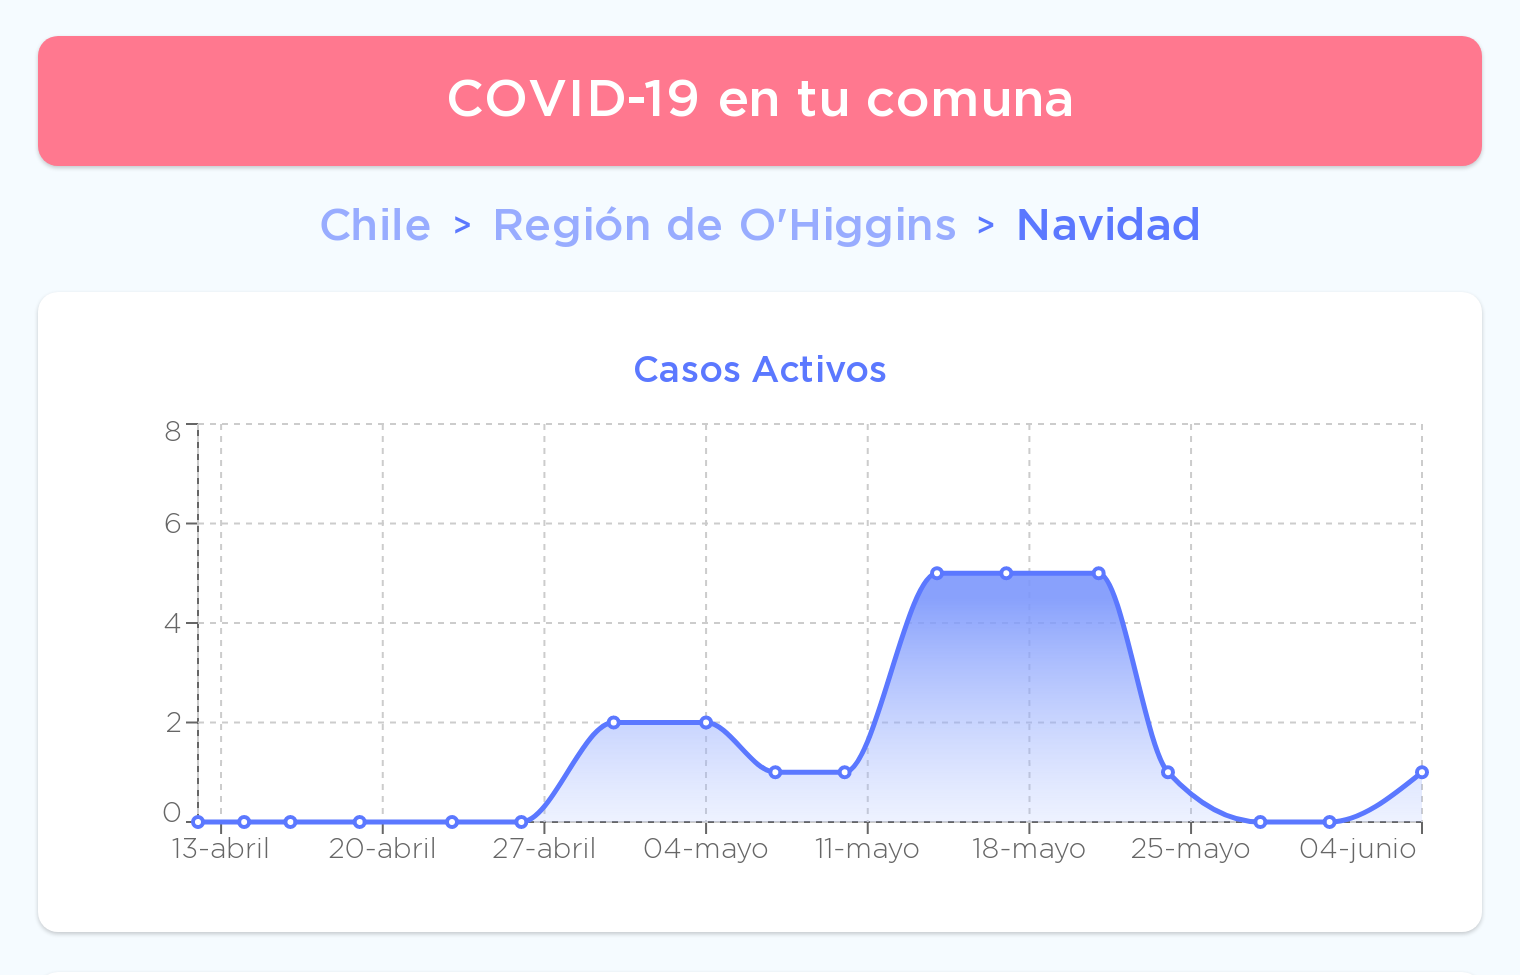 COVID-19 en tu comuna
Chile > Región de O'Higgins > Navidad
Casos Activos
8
6
4
2
0
13-abril 20-abril 27-abril 04-mayo 11-mayo 18-mayo 25-mayo 04-junio